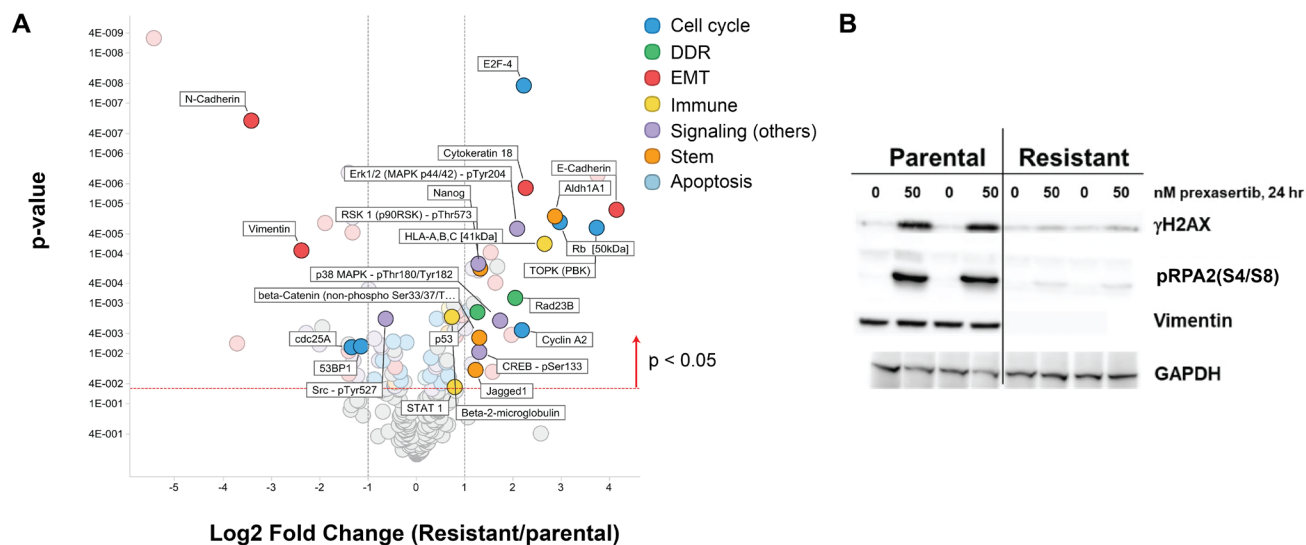 A
4E-009
1E-008
4E-008
1E-007
4E-007
1E-006
4E-006
1E-005
4E-005
1E-004
4E-004
1E-003
4E-003
1E-002
4E-002
1E-001
4E-001
p-value
-5
-4
-3
-2
-1
0
1
2
3
4
Log2 Fold Change (Resistant/parental)
E2F-4
N-Cadherin
Cytokeratin 18
E-Cadherin
Erk1/2 (MAPK p44/42) - pTyr204
Aldh1A1
Nanog
RSK 1 (p90RSK) - pThr573
Vimentin
HLA-A,B,C [41kDa]
Rb [50kDa]
TOPK (PBK)
p38 MAPK - pThr180/Tyr182
beta-Catenin (non-phospho Ser33/37/T…
Rad23B
cdc25A
p53
Cyclin A2
53BP1
CREB - pSer133
Src - pTyr527
Jagged1
STAT 1
Beta-2-microglobulin
p < 0.05
Cell cycle
DDR
EMT
Immune
Signaling (others)
Stem
Apoptosis
B
Parental Resistant
0 50 0 50 0 50 0 50 nM prexasertib, 24 hr
γH2AX
pRPA2(S4/S8)
Vimentin
GAPDH